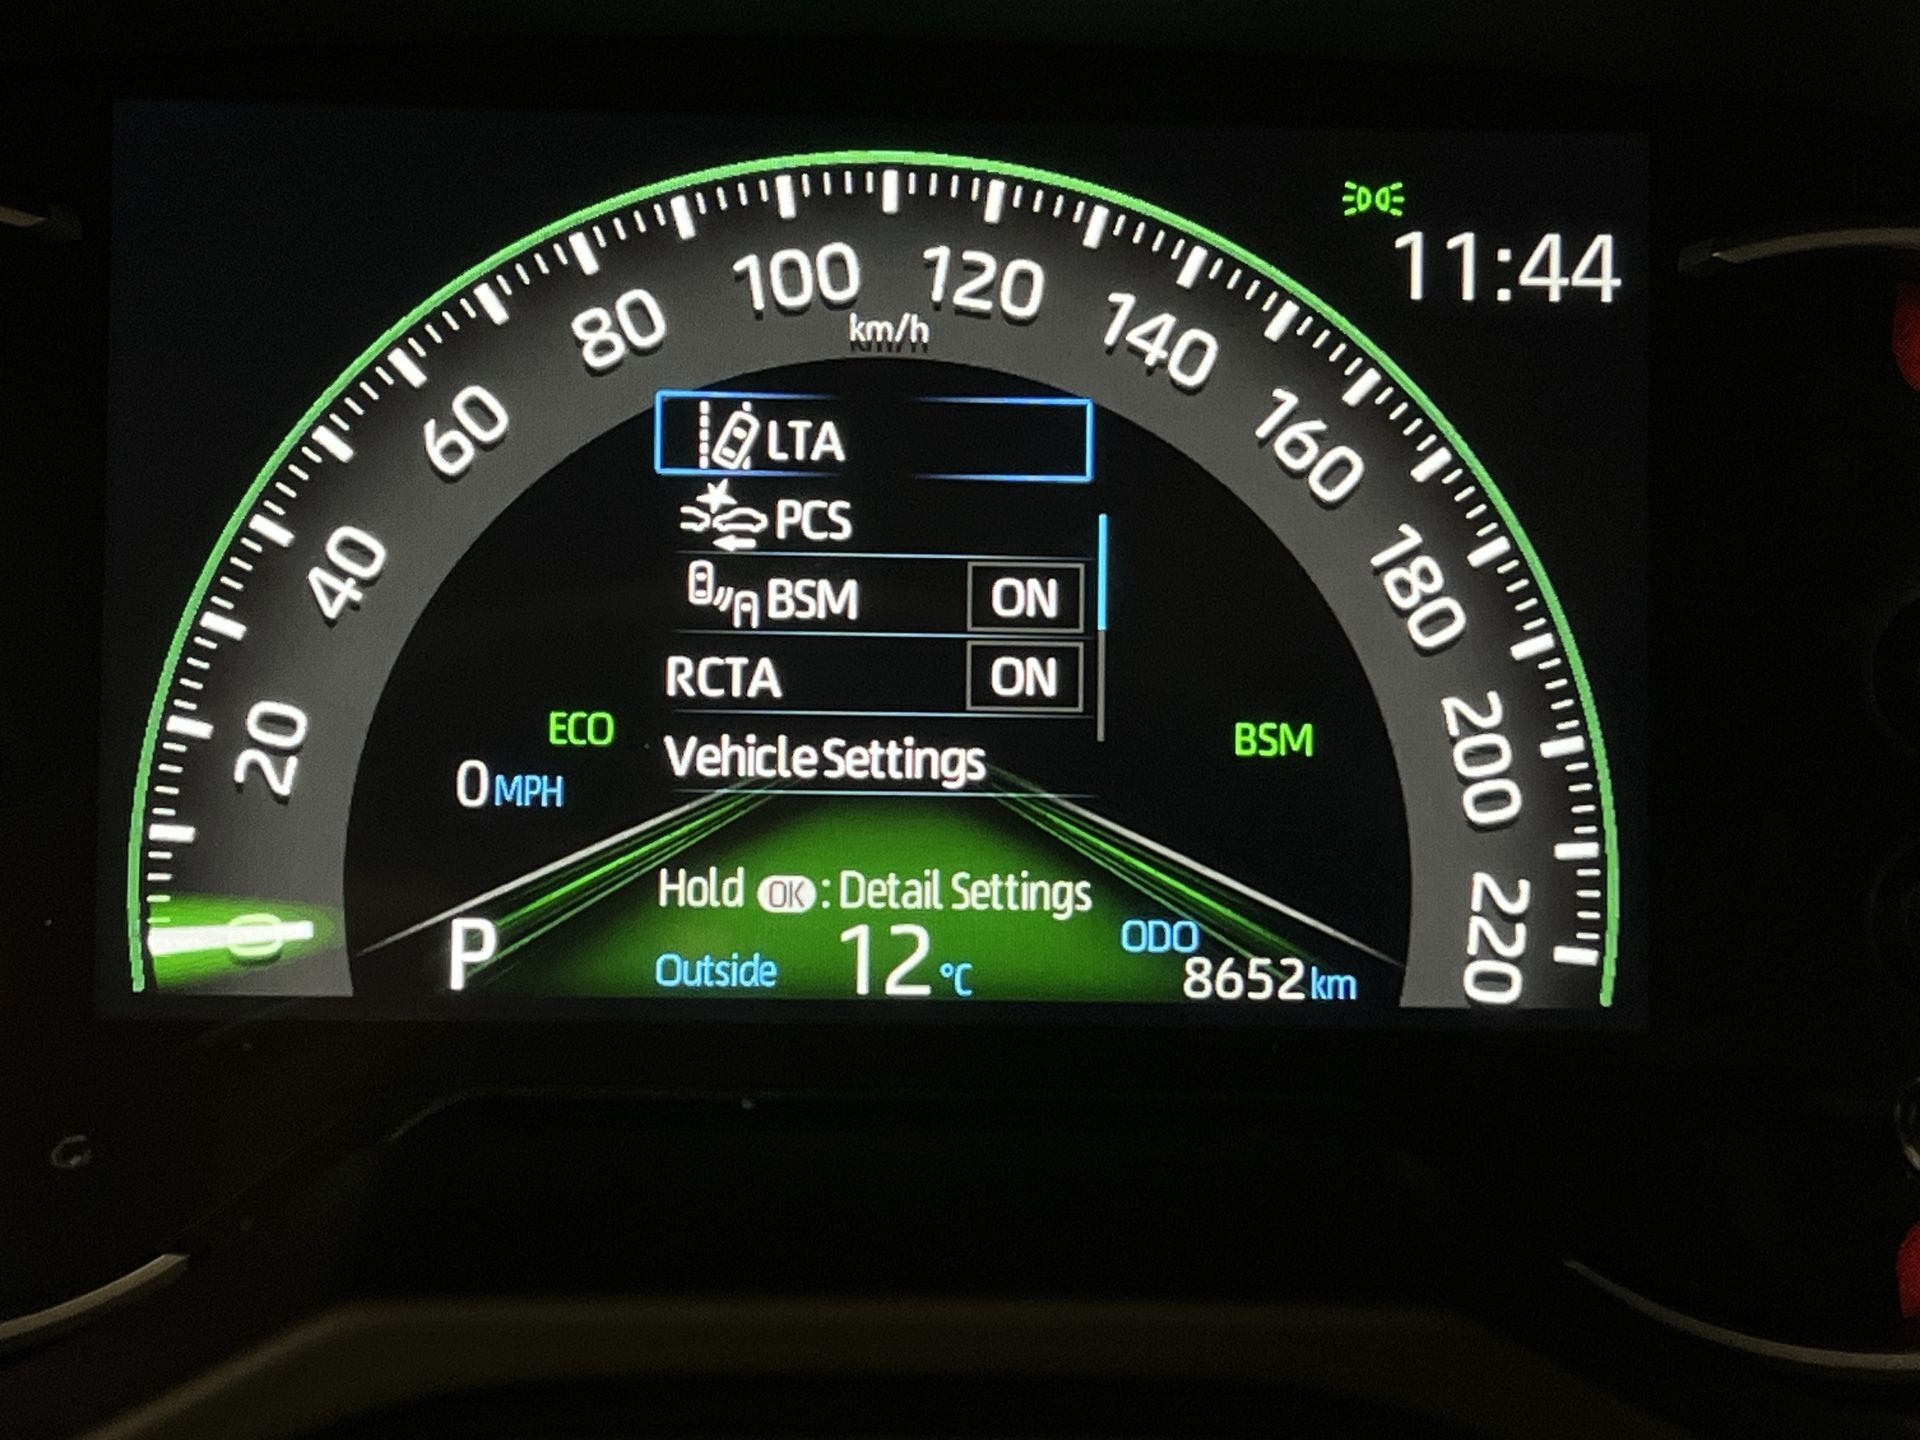 11:44
0
20
40
60
80
100
120
140
160
180
200
220
km/h
LTA
PCS
BSM ON
RCTA ON
Vehicle Settings
ECO
0 MPH
BSM
Hold OK : Detail Settings
P
Outside 12 °C
ODO
8652 km